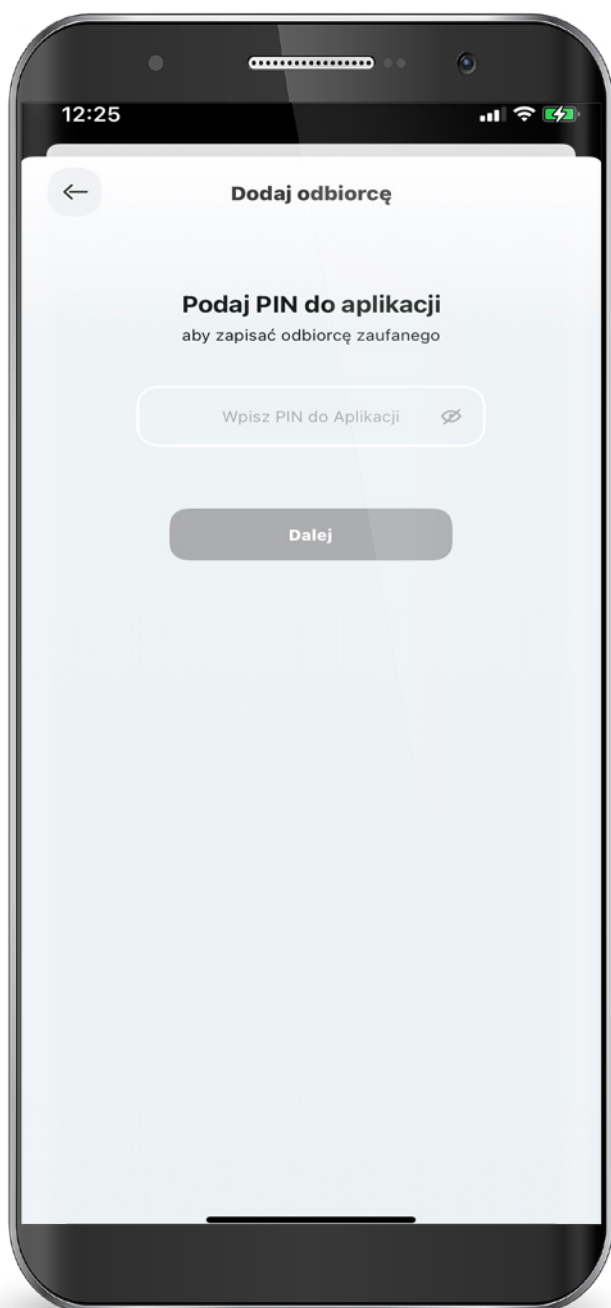 12:25
Dodaj odbiorcę
Podaj PIN do aplikacji
aby zapisać odbiorcę zaufanego
Wpisz PIN do Aplikacji
Dalej